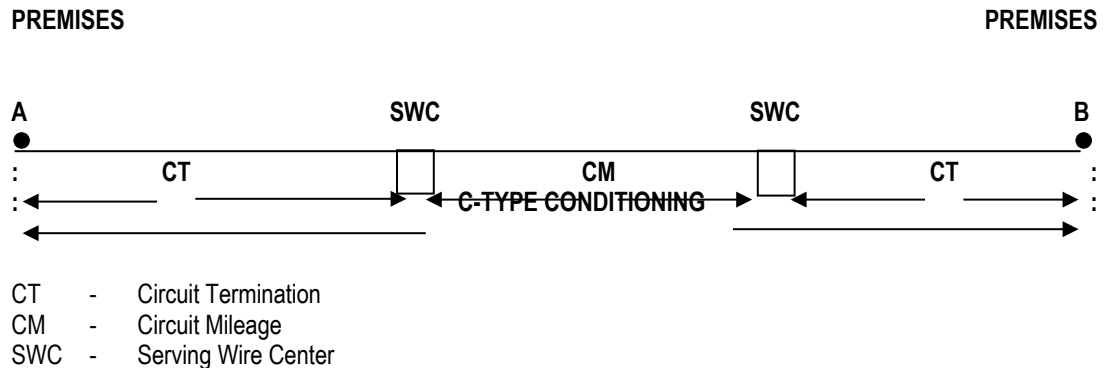 PREMISES PREMISES
A SWC SWC B
: CT CM CT :
: C-TYPE CONDITIONING :
CT - Circuit Termination
CM - Circuit Mileage
SWC - Serving Wire Center